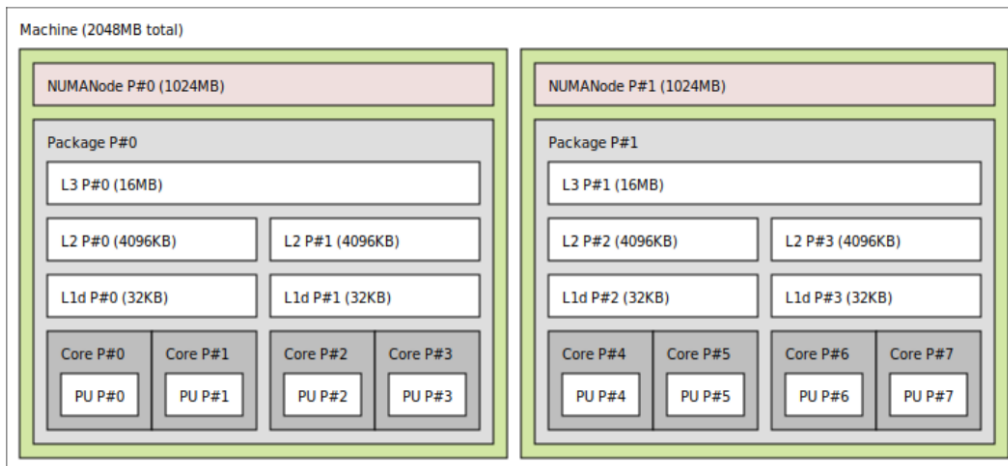 Machine (2048MB total)
NUMANode P#0 (1024MB)
Package P#0
L3 P#0 (16MB)
L2 P#0 (4096KB)
L2 P#1 (4096KB)
L1d P#0 (32KB)
L1d P#1 (32KB)
Core P#0
Core P#1
Core P#2
Core P#3
PU P#0
PU P#1
PU P#2
PU P#3
NUMANode P#1 (1024MB)
Package P#1
L3 P#1 (16MB)
L2 P#2 (4096KB)
L2 P#3 (4096KB)
L1d P#2 (32KB)
L1d P#3 (32KB)
Core P#4
Core P#5
Core P#6
Core P#7
PU P#4
PU P#5
PU P#6
PU P#7